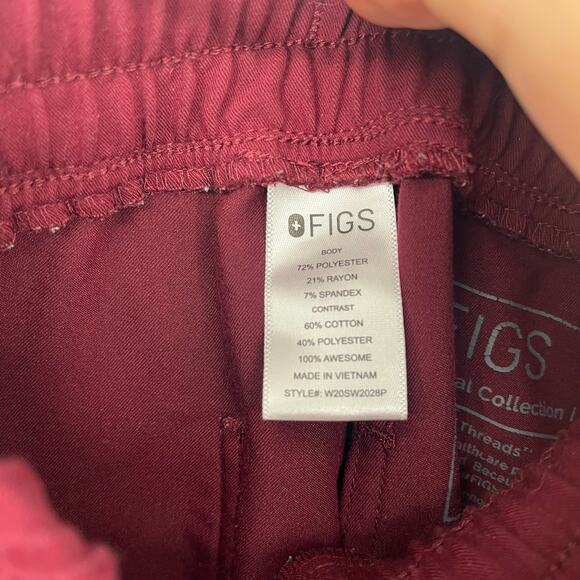 FIGS
BODY
72% POLYESTER
21% RAYON
7% SPANDEX
CONTRAST
60% COTTON
40% POLYESTER
100% AWESOME
MADE IN VIETNAM
STYLE#: W20SW2028P
FIGS
al Collection
Threads